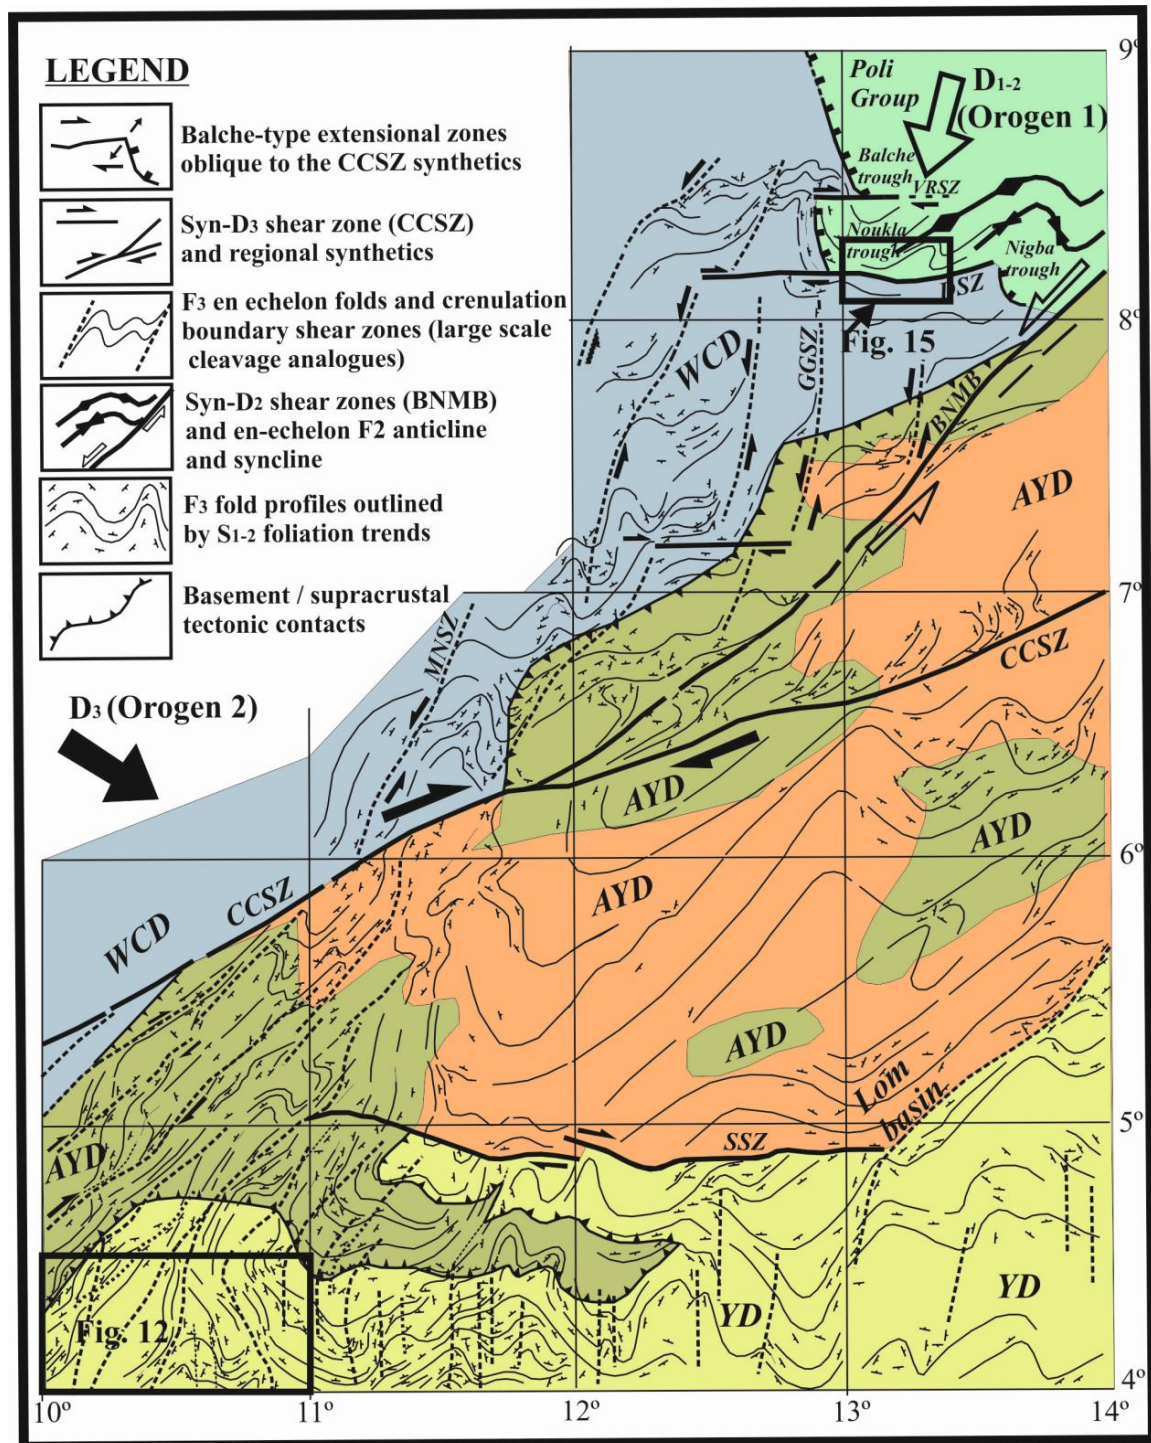 LEGEND
Balche-type extensional zones
oblique to the CCSZ synthetics
Syn-D3 shear zone (CCSZ)
and regional synthetics
F3 en echelon folds and crenulation
boundary shear zones (large scale
cleavage analogues)
Syn-D2 shear zones (BNMB)
and en-echelon F2 anticline
and syncline
F3 fold profiles outlined
by S1-2 foliation trends
Basement / supracrustal
tectonic contacts
D3 (Orogen 2)
9º
Poli
Group
D1-2
(Orogen 1)
Balche
trough
VRSZ
Noukla
trough
Nigba
trough
8º
Fig. 15
WCD
GGSZ
BNMB
AYD
7º
MNSZ
CCSZ
AYD
AYD
6º
AYD
CCSZ
WCD
AYD
Lom
basin
5º
SSZ
AYD
YD
YD
Fig. 12
4º
10º
11º
12º
13º
14º